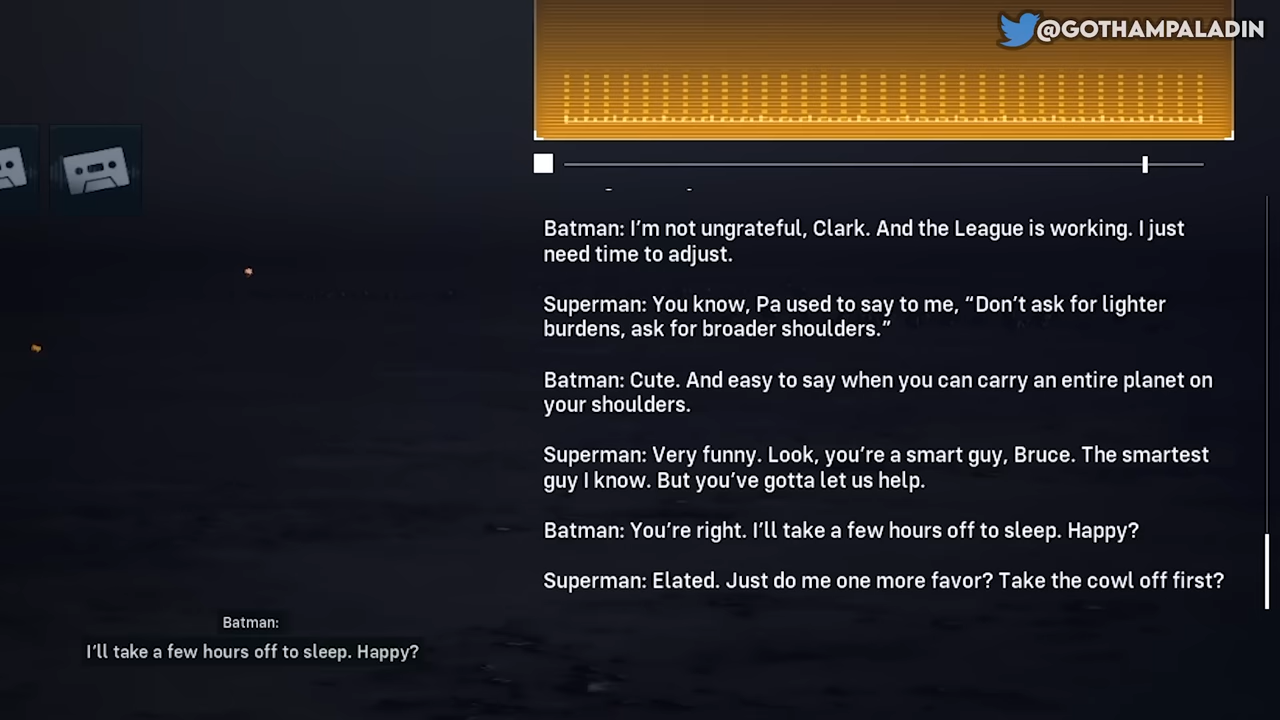 @GOTHAMPALADIN
Batman: I’m not ungrateful, Clark. And the League is working. I just
need time to adjust.
Superman: You know, Pa used to say to me, “Don’t ask for lighter
burdens, ask for broader shoulders.”
Batman: Cute. And easy to say when you can carry an entire planet on
your shoulders.
Superman: Very funny. Look, you’re a smart guy, Bruce. The smartest
guy I know. But you’ve gotta let us help.
Batman: You’re right. I’ll take a few hours off to sleep. Happy?
Superman: Elated. Just do me one more favor? Take the cowl off first?
Batman:
I’ll take a few hours off to sleep. Happy?